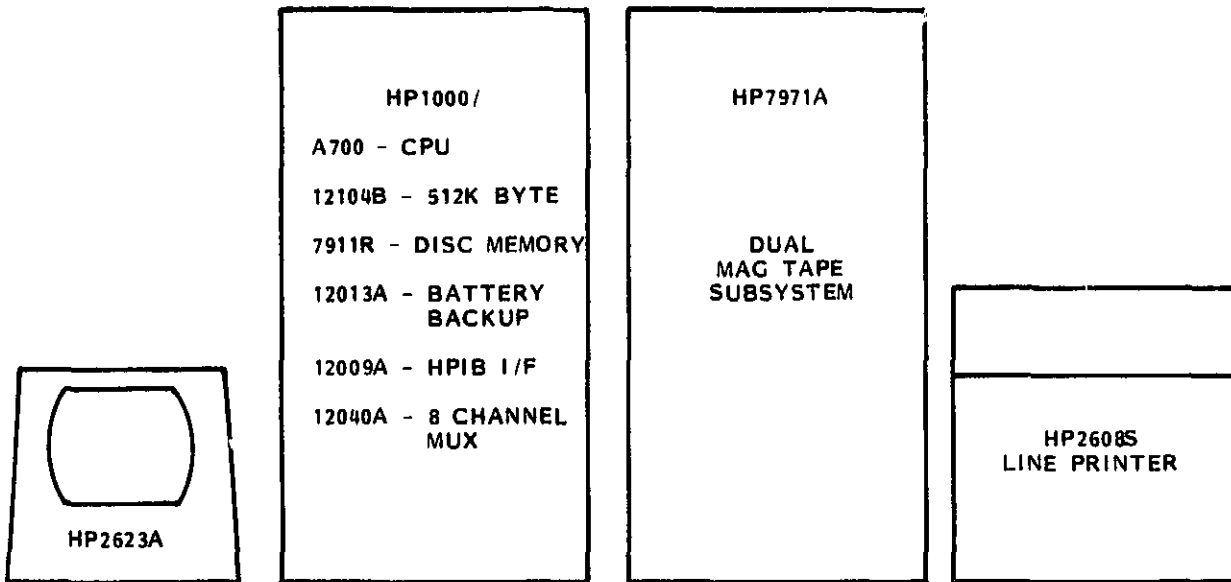 HP1000/
A700 - CPU
12104B - 512K BYTE
7911R - DISC MEMORY
12013A - BATTERY
BACKUP
12009A - HPIB I/F
12040A - 8 CHANNEL
MUX
HP7971A
DUAL
MAG TAPE
SUBSYSTEM
HP2623A
HP2608S
LINE PRINTER